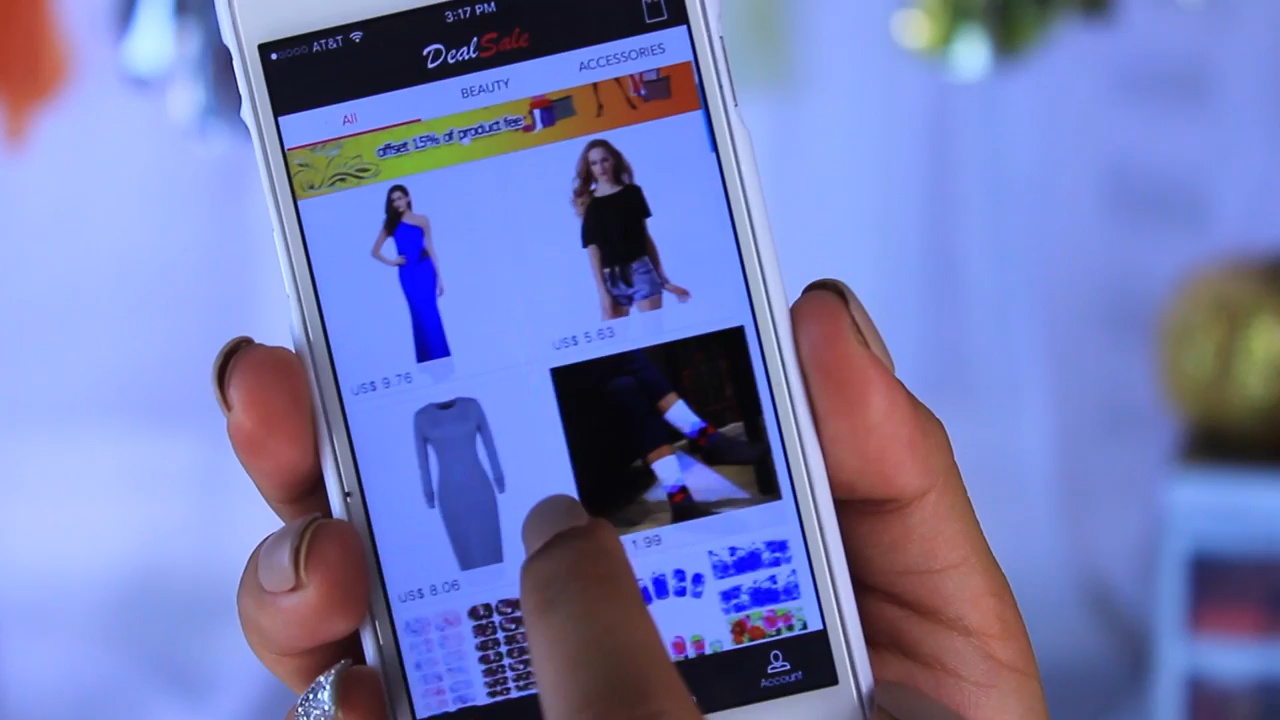 AT&T
3:17 PM
DealSale
All
BEAUTY
ACCESSORIES
offset 15% of product fee
US$ 9.76
US$ 5.63
US$ 8.06
1.99
Account